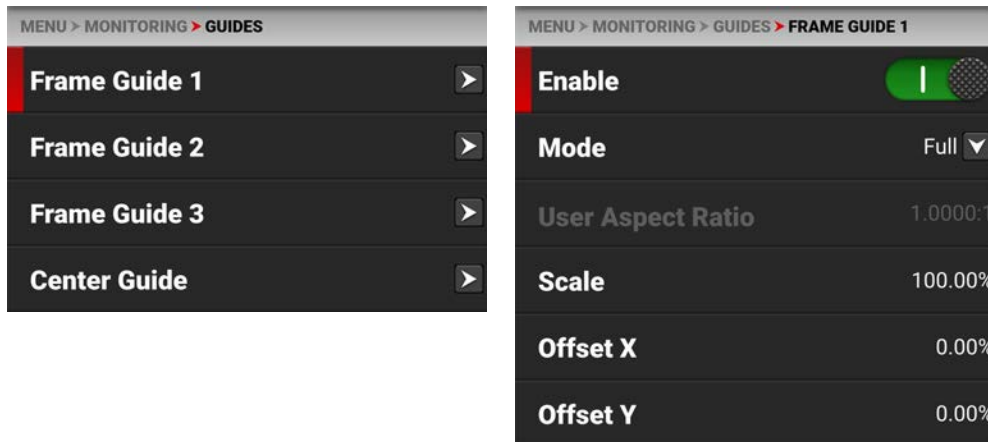 MENU > MONITORING > GUIDES
Frame Guide 1
Frame Guide 2
Frame Guide 3
Center Guide
MENU > MONITORING > GUIDES > FRAME GUIDE 1
Enable
Mode Full
User Aspect Ratio 1.0000:1
Scale 100.00%
Offset X 0.00%
Offset Y 0.00%